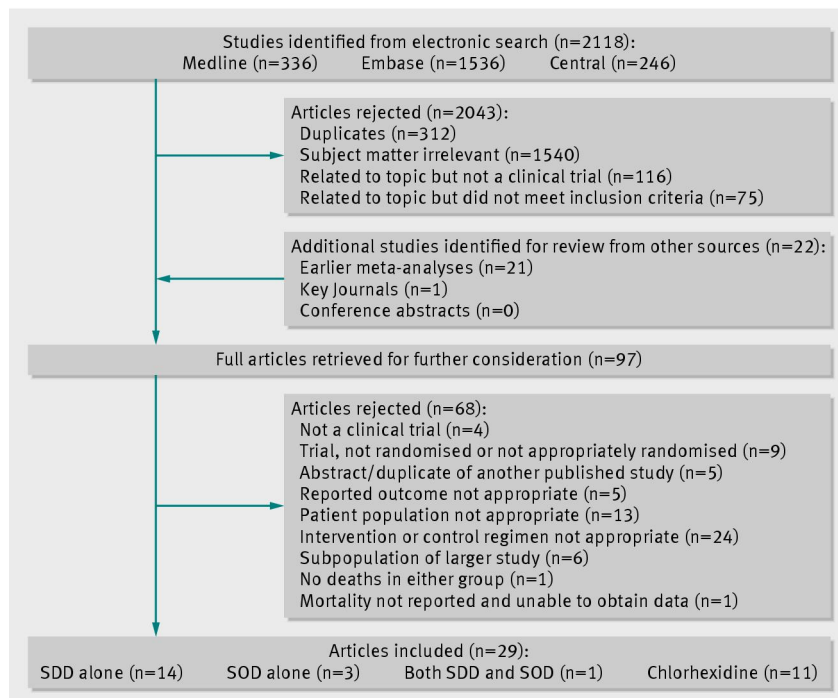 Studies identified from electronic search (n=2118):
Medline (n=336) Embase (n=1536) Central (n=246)
Articles rejected (n=2043):
Duplicates (n=312)
Subject matter irrelevant (n=1540)
Related to topic but not a clinical trial (n=116)
Related to topic but did not meet inclusion criteria (n=75)
Additional studies identified for review from other sources (n=22):
Earlier meta-analyses (n=21)
Key Journals (n=1)
Conference abstracts (n=0)
Full articles retrieved for further consideration (n=97)
Articles rejected (n=68):
Not a clinical trial (n=4)
Trial, not randomised or not appropriately randomised (n=9)
Abstract/duplicate of another published study (n=5)
Reported outcome not appropriate (n=5)
Patient population not appropriate (n=13)
Intervention or control regimen not appropriate (n=24)
Subpopulation of larger study (n=6)
No deaths in either group (n=1)
Mortality not reported and unable to obtain data (n=1)
Articles included (n=29):
SDD alone (n=14) SOD alone (n=3) Both SDD and SOD (n=1) Chlorhexidine (n=11)